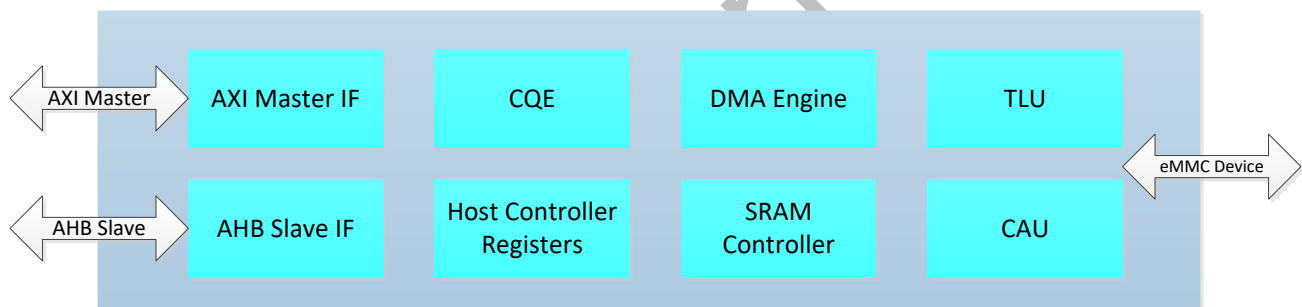 AXI Master
AXI Master IF
CQE
DMA Engine
TLU
eMMC Device
AHB Slave
AHB Slave IF
Host Controller
Registers
SRAM
Controller
CAU